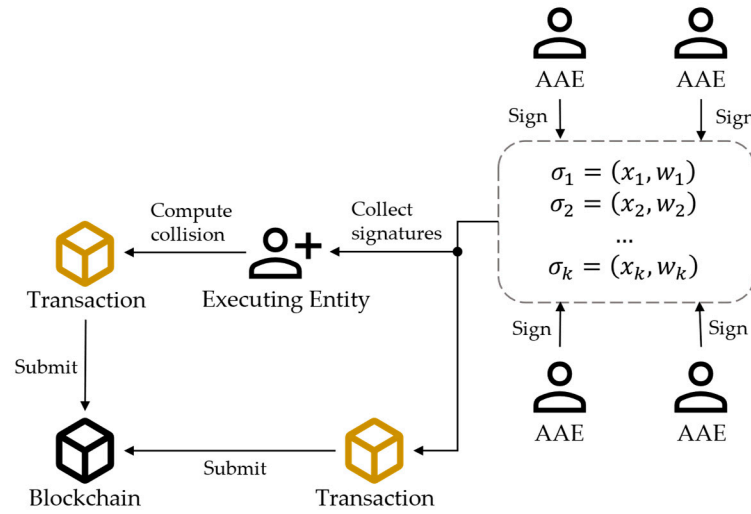 AAE
AAE
Sign
Sign
σ₁ = (x₁, w₁)
σ₂ = (x₂, w₂)
...
σₖ = (xₖ, wₖ)
Compute
collision
Collect
signatures
Transaction
Executing Entity
Sign
Sign
Submit
AAE
AAE
Submit
Blockchain
Transaction